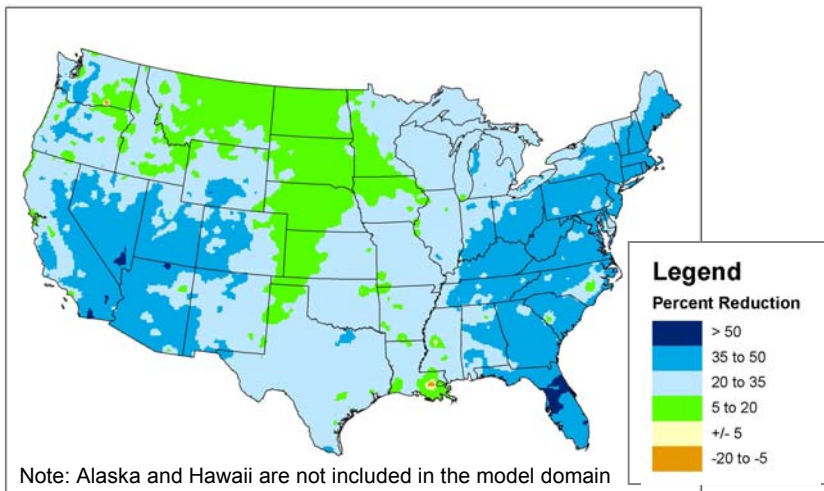 Legend
Percent Reduction
> 50
35 to 50
20 to 35
5 to 20
+/- 5
-20 to -5
Note: Alaska and Hawaii are not included in the model domain